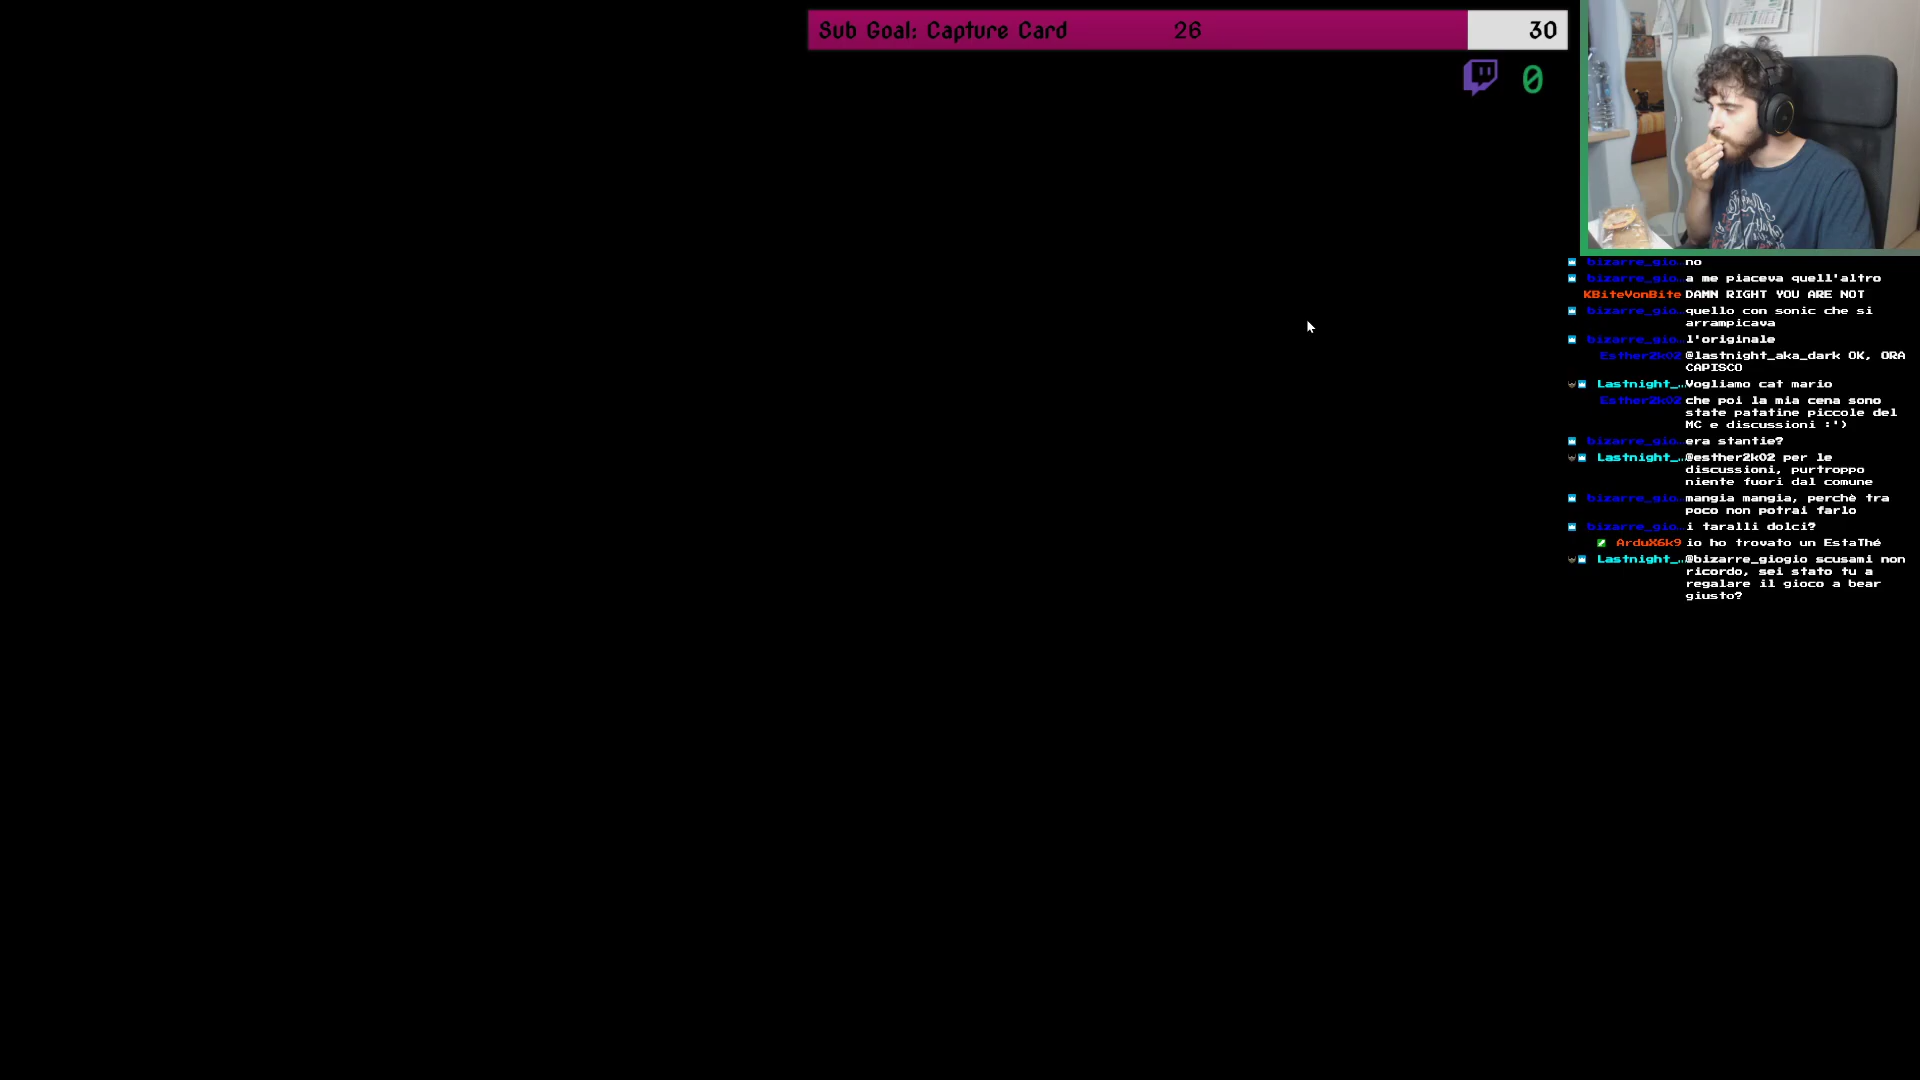 Sub Goal: Capture Card 26 30
0
bizarre_gio… no
bizarre_gio… a me piaceva quell'altro
KBiteVonBite DAMN RIGHT YOU ARE NOT
bizarre_gio… quello con sonic che si
arrampicava
bizarre_gio… l'originale
Esther2k02 @lastnight_aka_dark OK, ORA
CAPISCO
Lastnight_… Vogliamo cat mario
Esther2k02 che poi la mia cena sono
state patatine piccole del
MC e discussioni :')
bizarre_gio… era stantie?
Lastnight_… @esther2k02 per le
discussioni, purtroppo
niente fuori dal comune
bizarre_gio… mangia mangia, perchè tra
poco non potrai farlo
bizarre_gio… i taralli dolci?
ArduX6k9 io ho trovato un EstaThé
Lastnight_… @bizarre_giogio scusami non
ricordo, sei stato tu a
regalare il gioco a bear
giusto?